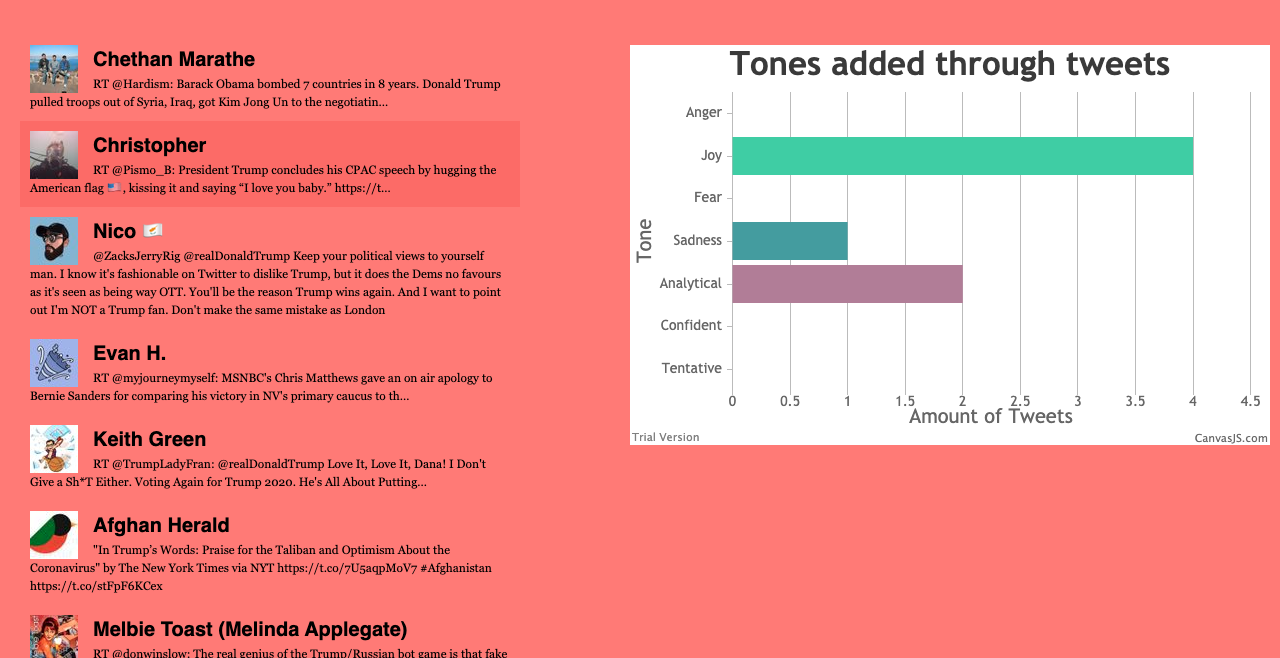 Chethan Marathe
RT @Hardism: Barack Obama bombed 7 countries in 8 years. Donald Trump
pulled troops out of Syria, Iraq, got Kim Jong Un to the negotiatin…
Christopher
RT @Pismo_B: President Trump concludes his CPAC speech by hugging the
American flag 🇺🇸, kissing it and saying “I love you baby.” https://t…
Nico 🇨🇾
@ZacksJerryRig @realDonaldTrump Keep your political views to yourself
man. I know it's fashionable on Twitter to dislike Trump, but it does the Dems no favours
as it's seen as being way OTT. You'll be the reason Trump wins again. And I want to point
out I'm NOT a Trump fan. Don't make the same mistake as London
Evan H.
RT @myjourneymyself: MSNBC's Chris Matthews gave an on air apology to
Bernie Sanders for comparing his victory in NV's primary caucus to th…
Keith Green
RT @TrumpLadyFran: @realDonaldTrump Love It, Love It, Dana! I Don't
Give a Sh*T Either. Voting Again for Trump 2020. He's All About Putting…
Afghan Herald
"In Trump’s Words: Praise for the Taliban and Optimism About the
Coronavirus" by The New York Times via NYT https://t.co/7U5aqpMoV7 #Afghanistan
https://t.co/stFpF6KCex
Melbie Toast (Melinda Applegate)
RT @donwinslow: The real genius of the Trump/Russian bot game is that fake
Tones added through tweets
Tone
Anger
Joy
Fear
Sadness
Analytical
Confident
Tentative
0 0.5 1 1.5 2 2.5 3 3.5 4 4.5
Amount of Tweets
Trial Version
CanvasJS.com